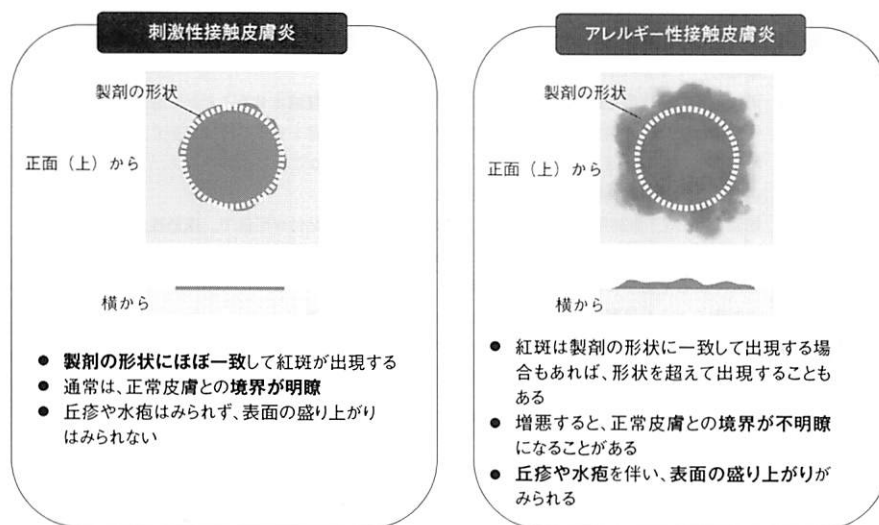 刺激性接触皮膚炎
製剤の形状
正面（上）から
横から
● 製剤の形状にほぼ一致して紅斑が出現する
● 通常は、正常皮膚との境界が明瞭
● 丘疹や水疱はみられず、表面の盛り上がり
はみられない
アレルギー性接触皮膚炎
製剤の形状
正面（上）から
横から
● 紅斑は製剤の形状に一致して出現する場
合もあれば、形状を超えて出現することも
ある
● 増悪すると、正常皮膚との境界が不明瞭
になることがある
● 丘疹や水疱を伴い、表面の盛り上がりが
みられる